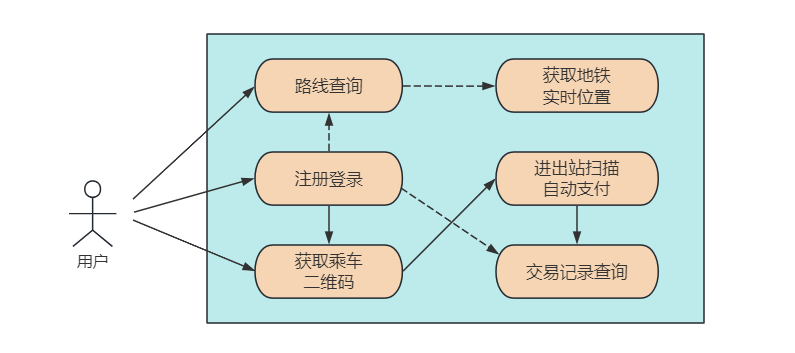 路线查询
获取地铁
实时位置
注册登录
进出站扫描
自动支付
用户
获取乘车
二维码
交易记录查询